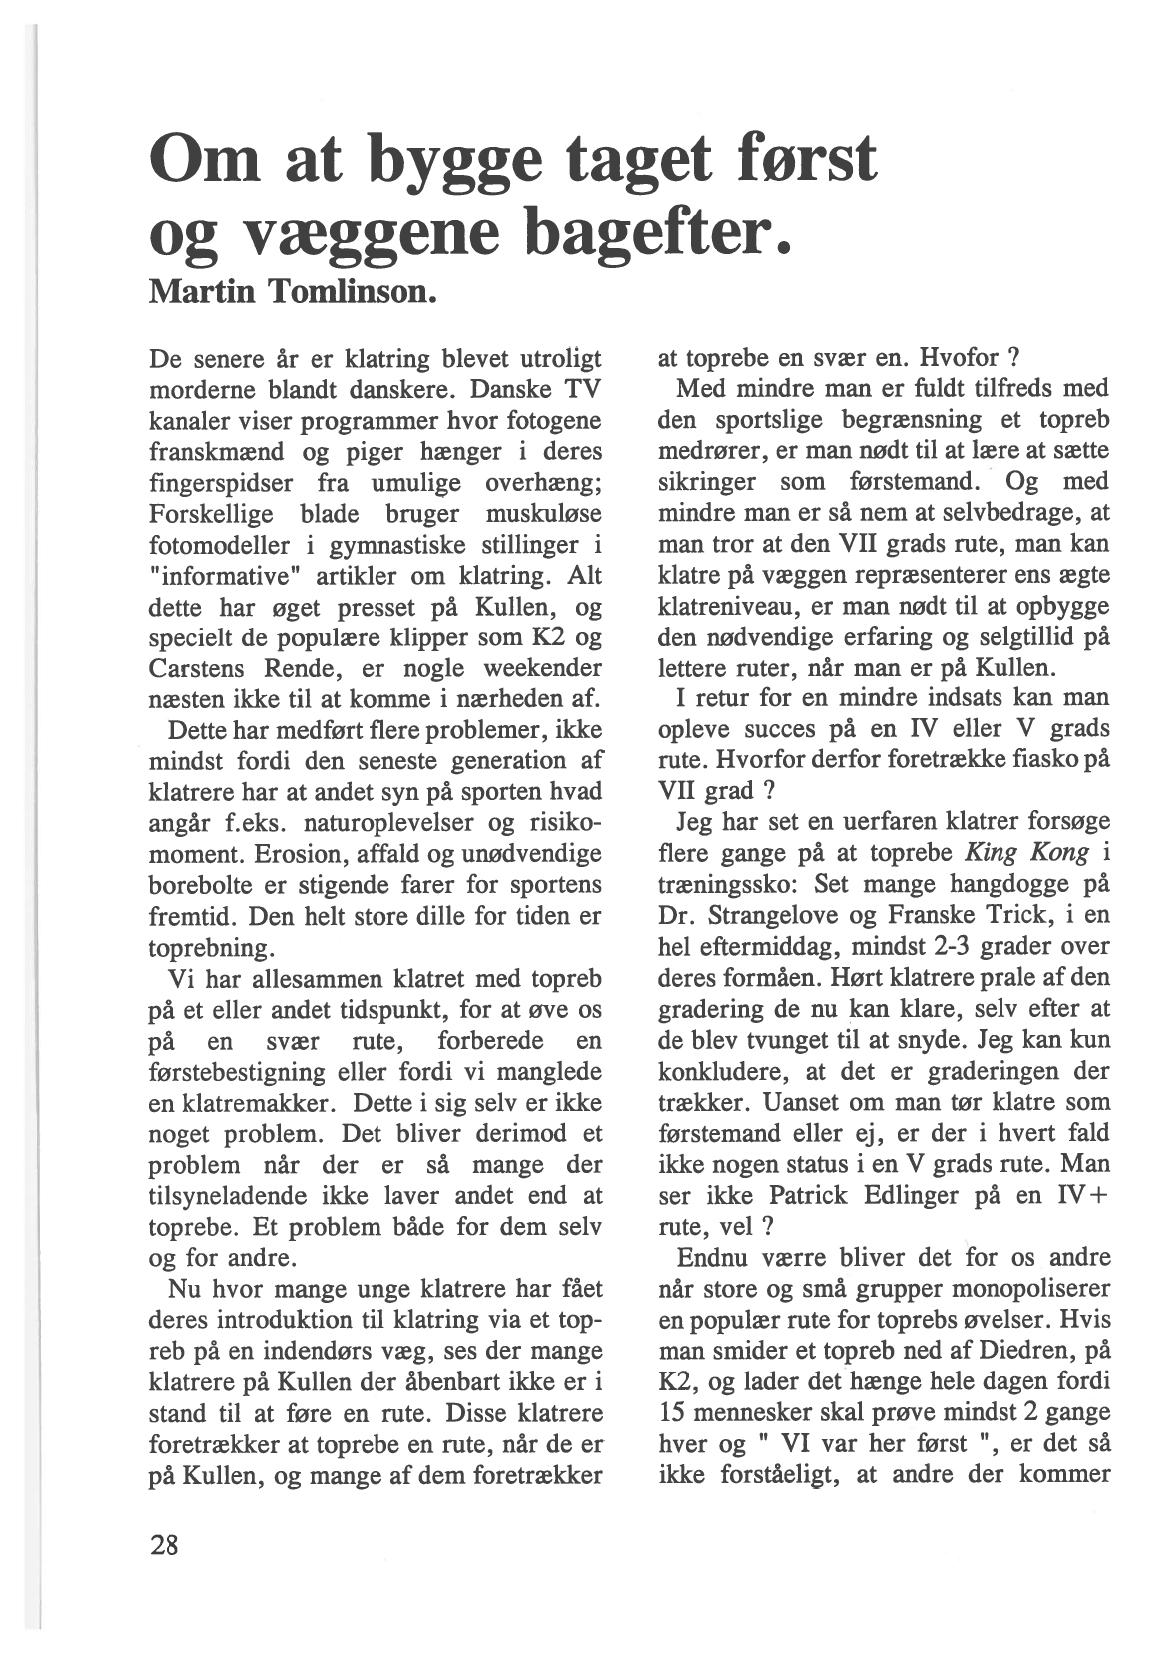 Om at bygge taget først
og væggene bagefter.
Martin Tomlinson.
De senere år er klatring blevet utroligt
morderne blandt danskere. Danske TV
kanaler viser programmer hvor fotogene
franskmænd og piger hænger i deres
fingerspidser fra umulige overhæng;
Forskellige blade bruger muskuløse
fotomodeller i gymnastiske stillinger i
"informative" artikler om klatring. Alt
dette har øget presset på Kullen, og
specielt de populære klipper som K2 og
Carstens Rende, er nogle weekender
næsten ikke til at komme i nærheden af.
Dette har medført flere problemer, ikke
mindst fordi den seneste generation af
klatrere har at andet syn på sporten hvad
angår f.eks. naturoplevelser og risiko-
moment. Erosion, affald og unødvendige
borebolte er stigende farer for sportens
fremtid. Den helt store dille for tiden er
toprebning.
Vi har allesammen klatret med topreb
på et eller andet tidspunkt, for at øve os
på en svær rute, forberede en
førstebestigning eller fordi vi manglede
en klatremakker. Dette i sig selv er ikke
noget problem. Det bliver derimod et
problem når der er så mange der
tilsyneladende ikke laver andet end at
toprebe. Et problem både for dem selv
og for andre.
Nu hvor mange unge klatrere har fået
deres introduktion til klatring via et top-
reb på en indendørs væg, ses der mange
klatrere på Kullen der åbenbart ikke er i
stand til at føre en rute. Disse klatrere
foretrækker at toprebe en rute, når de er
på Kullen, og mange af dem foretrækker
at toprebe en svær en. Hvofor ?
Med mindre man er fuldt tilfreds med
den sportslige begrænsning et topreb
medrører, er man nødt til at lære at sætte
sikringer som førstemand. Og med
mindre man er så nem at selvbedrage, at
man tror at den VII grads rute, man kan
klatre på væggen repræsenterer ens ægte
klatreniveau, er man nødt til at opbygge
den nødvendige erfaring og selgtillid på
lettere ruter, når man er på Kullen.
I retur for en mindre indsats kan man
opleve succes på en IV eller V grads
rute. Hvorfor derfor foretrække fiasko på
VII grad ?
Jeg har set en uerfaren klatrer forsøge
flere gange på at toprebe King Kong i
træningssko: Set mange hangdogge på
Dr. Strangelove og Franske Trick, i en
hel eftermiddag, mindst 2-3 grader over
deres formåen. Hørt klatrere prale af den
gradering de nu kan klare, selv efter at
de blev tvunget til at snyde. Jeg kan kun
konkludere, at det er graderingen der
trækker. Uanset om man tør klatre som
førstemand eller ej, er der i hvert fald
ikke nogen status i en V grads rute. Man
ser ikke Patrick Edlinger på en IV+
rute, vel ?
Endnu værre bliver det for os andre
når store og små grupper monopoliserer
en populær rute for toprebs øvelser. Hvis
man smider et topreb ned af Diedren, på
K2, og lader det hænge hele dagen fordi
15 mennesker skal prøve mindst 2 gange
hver og " VI var her først ", er det så
ikke forståeligt, at andre der kommer
28